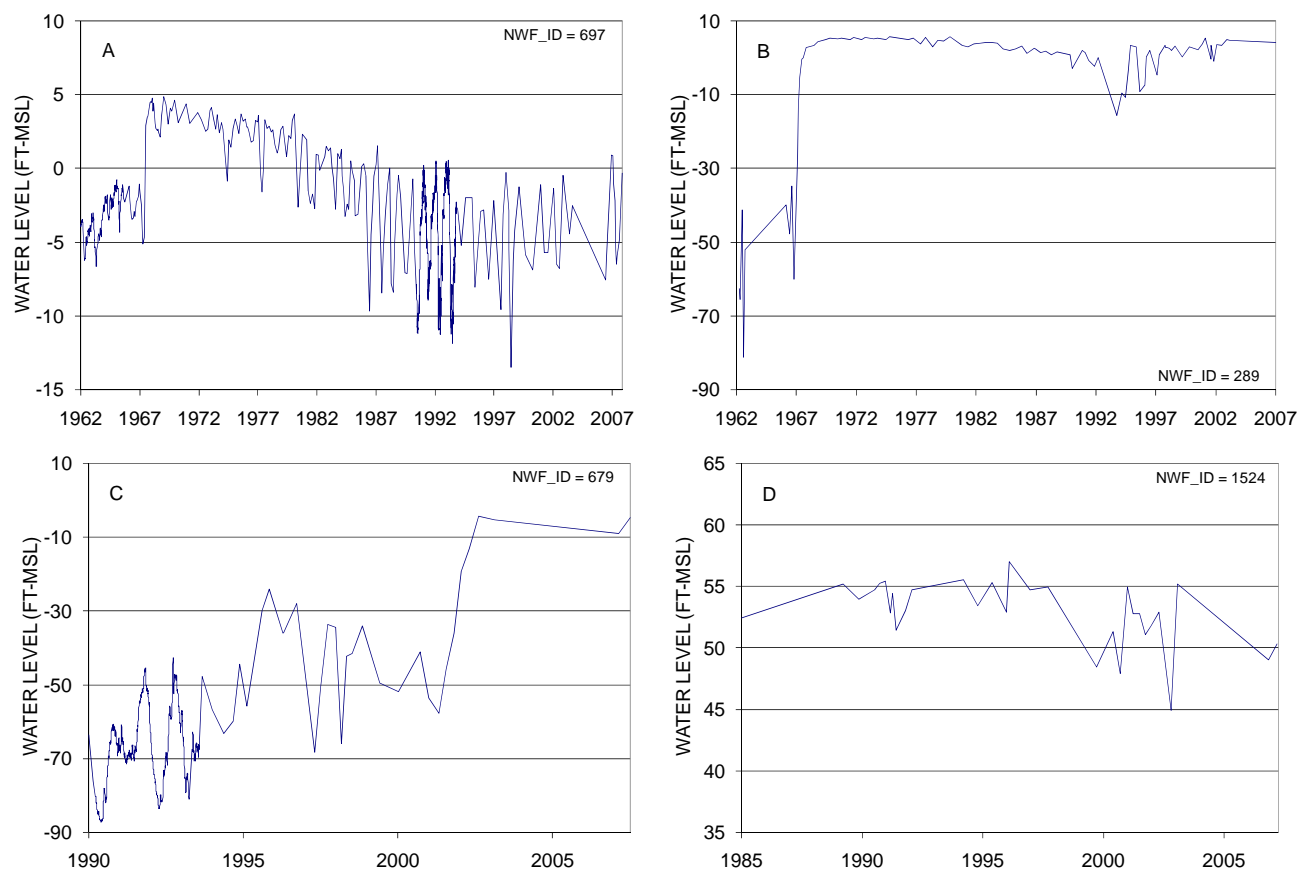 A
NWF_ID = 697
WATER LEVEL (FT-MSL)
10
5
0
-5
-10
-15
1962 1967 1972 1977 1982 1987 1992 1997 2002 2007
B
NWF_ID = 289
WATER LEVEL (FT-MSL)
10
-10
-30
-50
-70
-90
1962 1967 1972 1977 1982 1987 1992 1997 2002 2007
C
NWF_ID = 679
WATER LEVEL (FT-MSL)
10
-10
-30
-50
-70
-90
1990 1995 2000 2005
D
NWF_ID = 1524
WATER LEVEL (FT-MSL)
65
60
55
50
45
40
35
1985 1990 1995 2000 2005